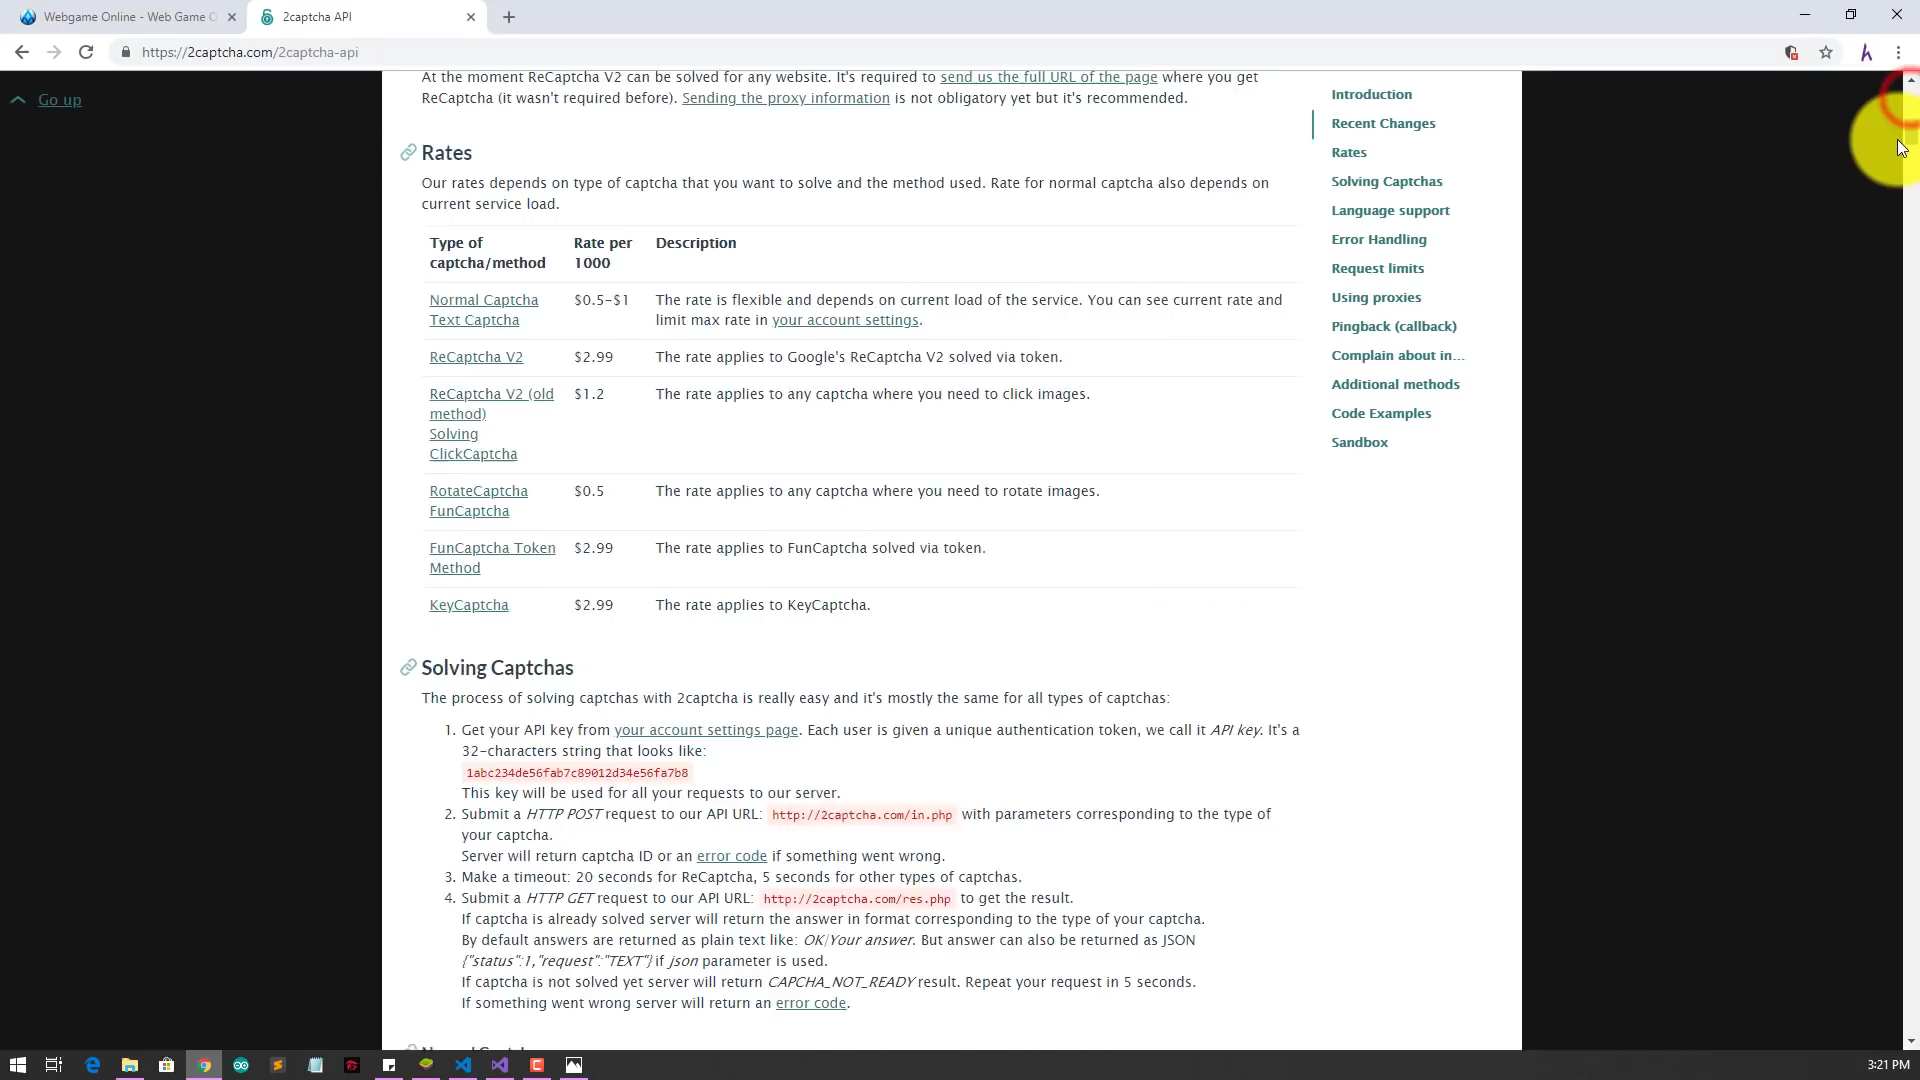 Webgame Online - Web Game O
2captcha API
https://2captcha.com/2captcha-api
Go up
At the moment ReCaptcha V2 can be solved for any website. It's required to send us the full URL of the page where you get
ReCaptcha (it wasn't required before). Sending the proxy information is not obligatory yet but it's recommended.
Rates
Our rates depends on type of captcha that you want to solve and the method used. Rate for normal captcha also depends on
current service load.
Type of captcha/method
Rate per 1000
Description
Normal Captcha
Text Captcha
$0.5-$1
The rate is flexible and depends on current load of the service. You can see current rate and
limit max rate in your account settings.
ReCaptcha V2
$2.99
The rate applies to Google's ReCaptcha V2 solved via token.
ReCaptcha V2 (old
method)
Solving
ClickCaptcha
$1.2
The rate applies to any captcha where you need to click images.
RotateCaptcha
FunCaptcha
$0.5
The rate applies to any captcha where you need to rotate images.
FunCaptcha Token
Method
$2.99
The rate applies to FunCaptcha solved via token.
KeyCaptcha
$2.99
The rate applies to KeyCaptcha.
Solving Captchas
The process of solving captchas with 2captcha is really easy and it's mostly the same for all types of captchas:
1. Get your API key from your account settings page. Each user is given a unique authentication token, we call it API key. It's a
32-characters string that looks like:
1abc234de56fab7c89012d34e56fa7b8
This key will be used for all your requests to our server.
2. Submit a HTTP POST request to our API URL: http://2captcha.com/in.php with parameters corresponding to the type of
your captcha.
Server will return captcha ID or an error code if something went wrong.
3. Make a timeout: 20 seconds for ReCaptcha, 5 seconds for other types of captchas.
4. Submit a HTTP GET request to our API URL: http://2captcha.com/res.php to get the result.
If captcha is already solved server will return the answer in format corresponding to the type of your captcha.
By default answers are returned as plain text like: OK|Your answer. But answer can also be returned as JSON
{"status":1,"request":"TEXT"} if json parameter is used.
If captcha is not solved yet server will return CAPCHA_NOT_READY result. Repeat your request in 5 seconds.
If something went wrong server will return an error code.
Introduction
Recent Changes
Rates
Solving Captchas
Language support
Error Handling
Request limits
Using proxies
Pingback (callback)
Complain about in...
Additional methods
Code Examples
Sandbox
3:21 PM